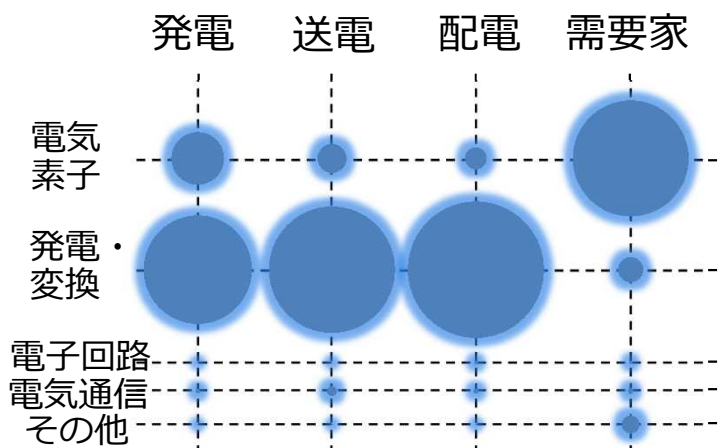 発電 送電 配電 需要家
電気
素子
発電・
変換
電子回路
電気通信
その他